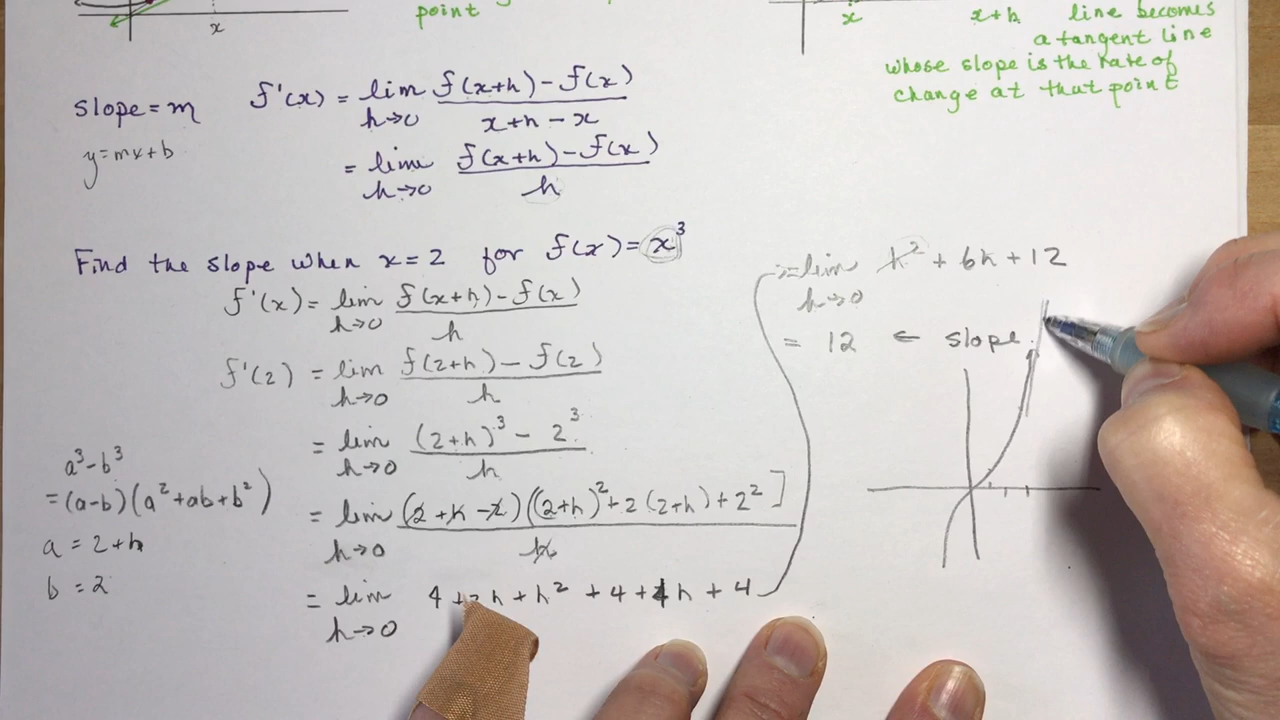 point
x
x
x+h line becomes
a tangent line
whose slope is the rate of
change at that point
slope = m
y = mx + b
f'(x) = lim h→0 f(x+h) - f(x) / x+h-x
= lim h→0 f(x+h) - f(x) / h
Find the slope when x = 2 for f(x) = x³
f'(x) = lim h→0 f(x+h) - f(x) / h
f'(2) = lim h→0 f(2+h) - f(2) / h
= lim h→0 (2+h)³ - 2³ / h
a³ - b³
= (a-b)(a² + ab + b²)
a = 2+h
b = 2
= lim h→0 (2+h-2)((2+h)² + 2(2+h) + 2²] / h
= lim h→0 4 + h + h² + 4 + h + 4
= lim h→0 h² + 6h + 12
= 12 ← slope